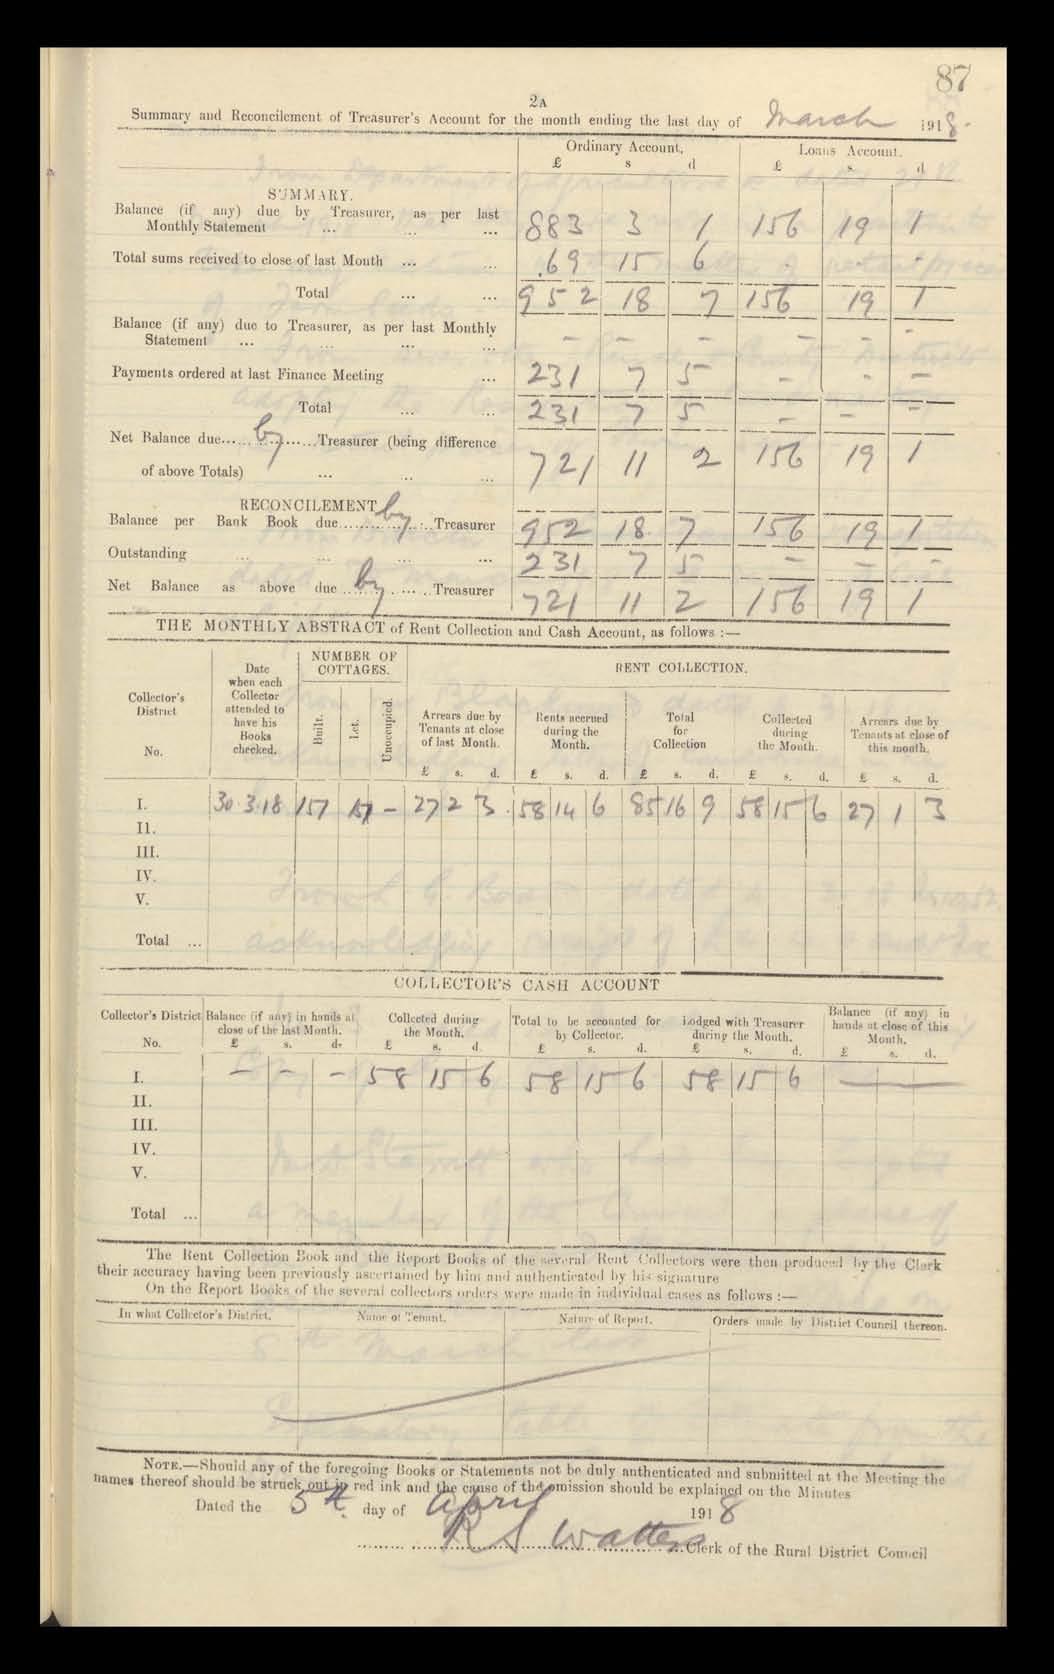 87
2A
Summary and Reconcilement of Treasurer's Account for the month ending the last day of March 1918.
Ordinary Account, Loans Account.
£ s d £ s. d
SUMMARY.
Balance (if any) due by Treasurer, as per last
Monthly Statement ... ... ... 883 3 1 156 19 1
Total sums received to close of last Month ... ... 69 15 6 - - -
Total ... ... 952 18 7 156 19 1
Balance (if any) due to Treasurer, as per last Monthly
Statement ... ... ... ... – – – – – –
Payments ordered at last Finance Meeting ... 231 7 5 – – –
Total ... ... 231 7 5 – – –
Net Balance due...... by ......Treasurer (being difference
of above Totals) ... ... ... 721 11 2 156 19 1
RECONCILEMENT
Balance per Bank Book due...... by ......Treasurer 952 18 7 156 19 1
Outstanding ... ... ... ... 231 7 5 – – –
Net Balance as above due...... by ......Treasurer 721 11 2 156 19 1
THE MONTHLY ABSTRACT of Rent Collection and Cash Account, as follows :—
Collector's District No.
Date when each Collector attended to have his Books checked.
NUMBER OF COTTAGES.
Built. Let. Unoccupied.
RENT COLLECTION.
Arrears due by Tenants at close of last Month.
Rents accrued during the Month.
Total for Collection
Collected during the Month.
Arrears due by Tenants at close of this month.
£ s. d. £ s. d. £ s. d. £ s. d. £ s. d.
I. 30.3.18 157 157 – 27 2 3 58 14 6 85 16 9 58 15 6 27 1 3
II.
III.
IV.
V.
Total ...
COLLECTOR'S CASH ACCOUNT
Collector's District No.
Balance (if any) in hands at close of the last Month.
Collected during the Month.
Total to be accounted for by Collector.
Lodged with Treasurer during the Month.
Balance (if any) in hands at close of this Month.
£ s. d. £ s. d. £ s. d. £ s. d. £ s. d.
I. – – – 58 15 6 58 15 6 58 15 6 —
II.
III.
IV.
V.
Total ...
The Rent Collection Book and the Report Books of the several Rent Collectors were then produced by the Clerk
their accuracy having been previously ascertained by him and authenticated by his signature
On the Report Books of the several collectors orders were made in individual cases as follows :—
In what Collector's District. Name of Tenant. Nature of Report. Orders made by District Council thereon.
NOTE.—Should any of the foregoing Books or Statements not be duly authenticated and submitted at the Meeting the
names thereof should be struck out in red ink and the cause of the omission should be explained on the Minutes
Dated the 5th day of April 1918
R S Watters Clerk of the Rural District Council